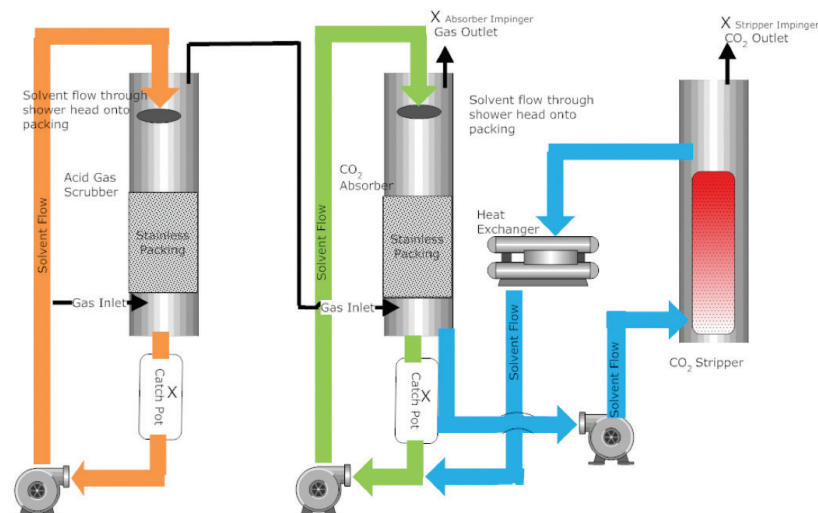 X Absorber Impinger
Gas Outlet
X Stripper Impinger
CO2 Outlet
Solvent flow through
shower head onto
packing
Solvent flow through
shower head onto
packing
Acid Gas
Scrubber
CO2
Absorber
Heat
Exchanger
Stainless
Packing
Stainless
Packing
Solvent Flow
Solvent Flow
Gas Inlet
Gas Inlet
Solvent Flow
Solvent Flow
CO2 Stripper
Catch Pot
X
Catch Pot
X